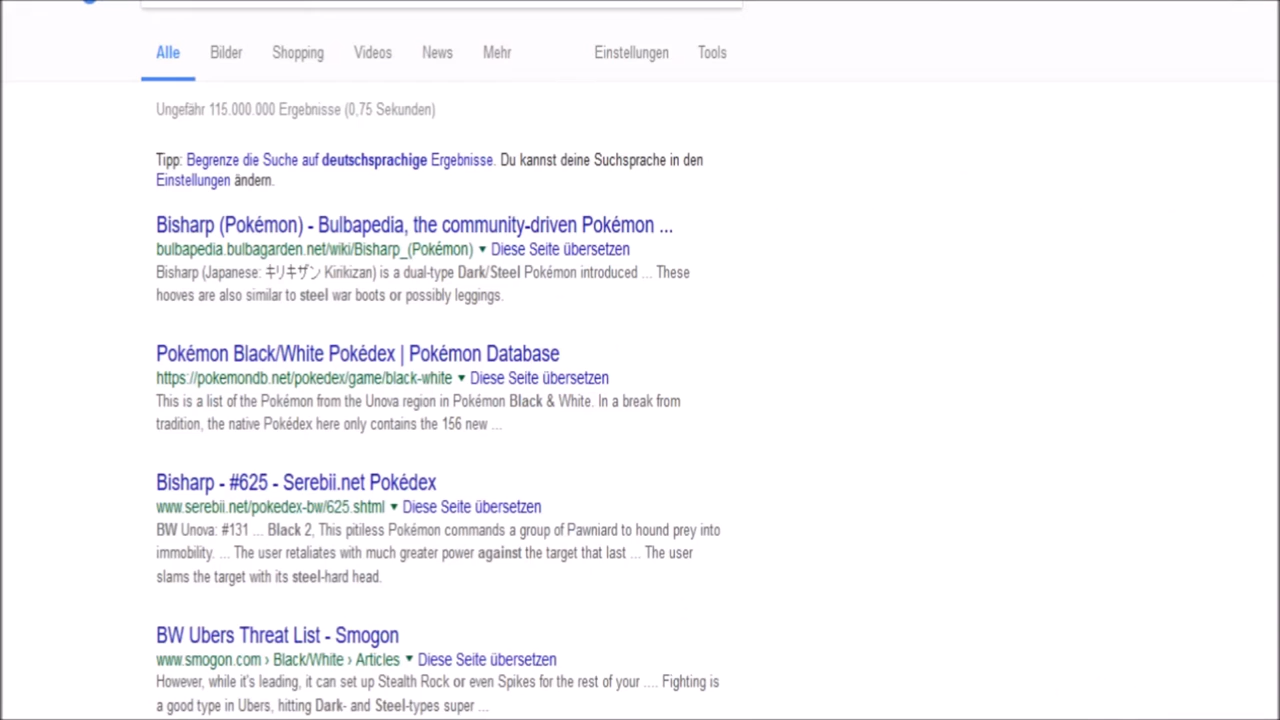 Alle Bilder Shopping Videos News Mehr Einstellungen Tools
Ungefähr 115.000.000 Ergebnisse (0,75 Sekunden)
Tipp: Begrenze die Suche auf deutschsprachige Ergebnisse. Du kannst deine Suchsprache in den
Einstellungen ändern.
Bisharp (Pokémon) - Bulbapedia, the community-driven Pokémon ...
bulbapedia.bulbagarden.net/wiki/Bisharp_(Pokémon) ▼ Diese Seite übersetzen
Bisharp (Japanese: キリキザン Kirikizan) is a dual-type Dark/Steel Pokémon introduced ... These
hooves are also similar to steel war boots or possibly leggings.
Pokémon Black/White Pokédex | Pokémon Database
https://pokemondb.net/pokedex/game/black-white ▼ Diese Seite übersetzen
This is a list of the Pokémon from the Unova region in Pokémon Black & White. In a break from
tradition, the native Pokédex here only contains the 156 new ...
Bisharp - #625 - Serebii.net Pokédex
www.serebii.net/pokedex-bw/625.shtml ▼ Diese Seite übersetzen
BW Unova: #131 ... Black 2, This pitiless Pokémon commands a group of Pawniard to hound prey into
immobility. ... The user retaliates with much greater power against the target that last ... The user
slams the target with its steel-hard head.
BW Ubers Threat List - Smogon
www.smogon.com › Black/White › Articles ▼ Diese Seite übersetzen
However, while it's leading, it can set up Stealth Rock or even Spikes for the rest of your .... Fighting is
a good type in Ubers, hitting Dark- and Steel-types super ...